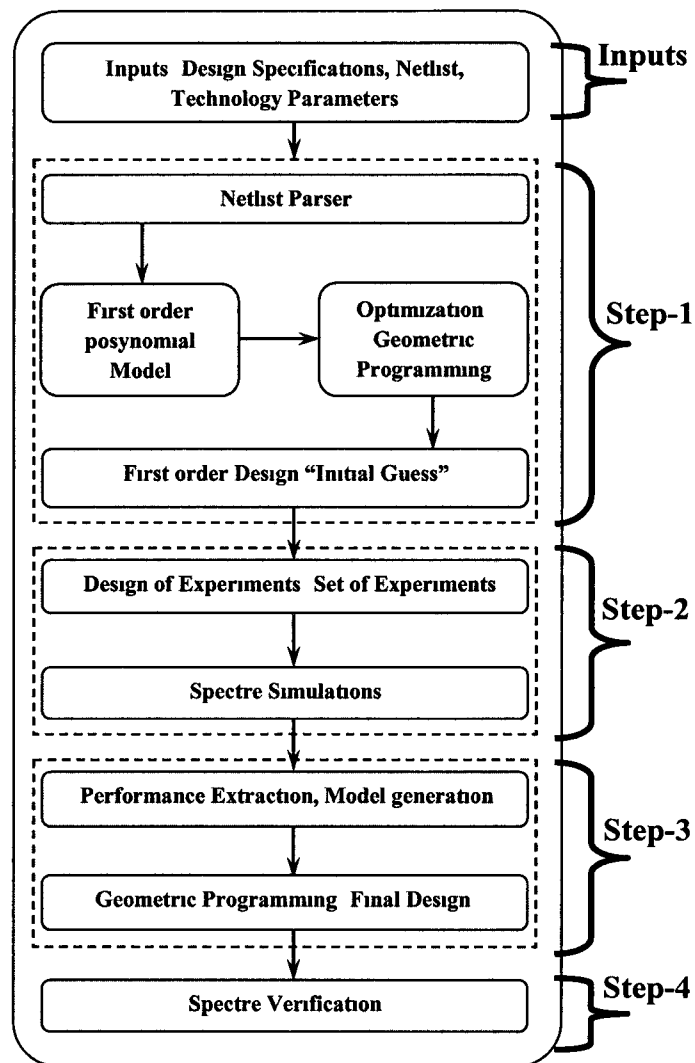 Inputs Design Specifications, Netlist,
Technology Parameters
Inputs
Netlist Parser
First order
posynomial
Model
Optimization
Geometric
Programming
Step-1
First order Design “Initial Guess”
Design of Experiments Set of Experiments
Step-2
Spectre Simulations
Performance Extraction, Model generation
Step-3
Geometric Programming Final Design
Spectre Verification
Step-4